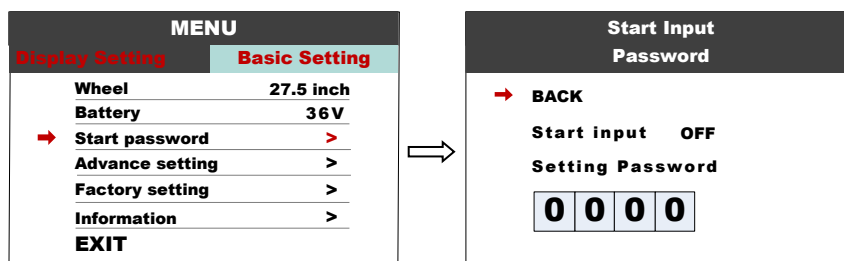 MENU
Display Setting Basic Setting
Wheel 27.5 inch
Battery 36V
Start password >
Advance setting >
Factory setting >
Information >
EXIT
Start Input
Password
BACK
Start input OFF
Setting Password
0 0 0 0